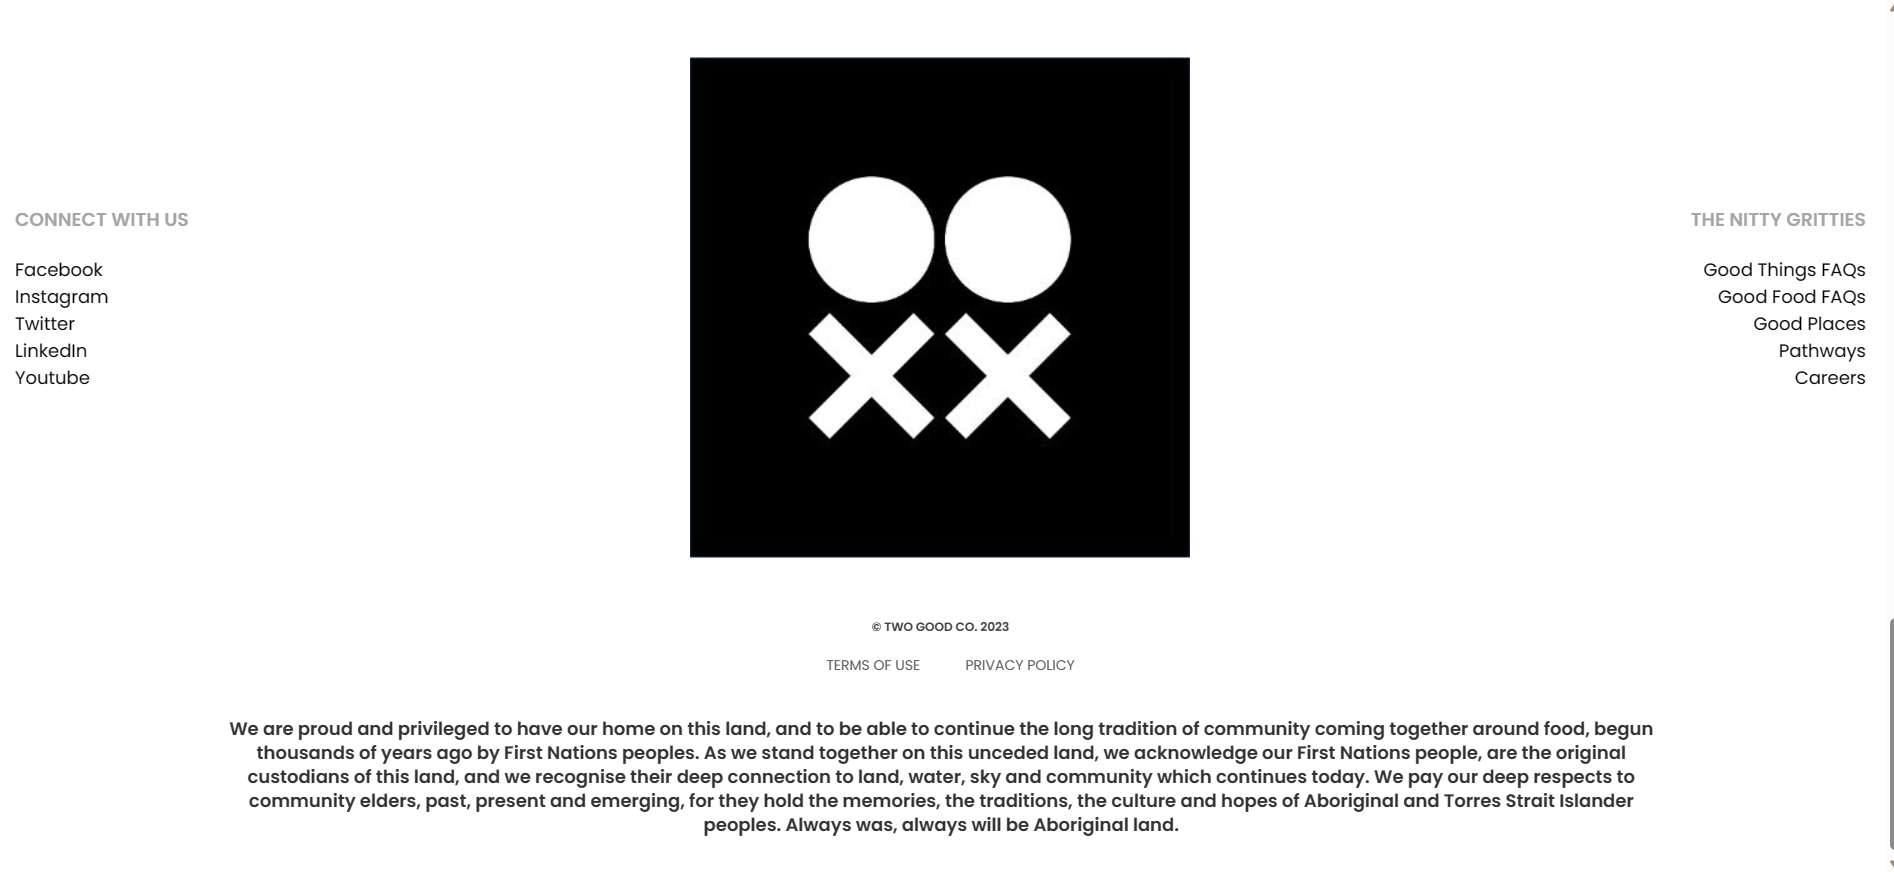 CONNECT WITH US
Facebook
Instagram
Twitter
LinkedIn
Youtube
THE NITTY GRITTIES
Good Things FAQs
Good Food FAQs
Good Places
Pathways
Careers
© TWO GOOD CO. 2023
TERMS OF USE
PRIVACY POLICY
We are proud and privileged to have our home on this land, and to be able to continue the long tradition of community coming together around food, begun
thousands of years ago by First Nations peoples. As we stand together on this unceded land, we acknowledge our First Nations people, are the original
custodians of this land, and we recognise their deep connection to land, water, sky and community which continues today. We pay our deep respects to
community elders, past, present and emerging, for they hold the memories, the traditions, the culture and hopes of Aboriginal and Torres Strait Islander
peoples. Always was, always will be Aboriginal land.